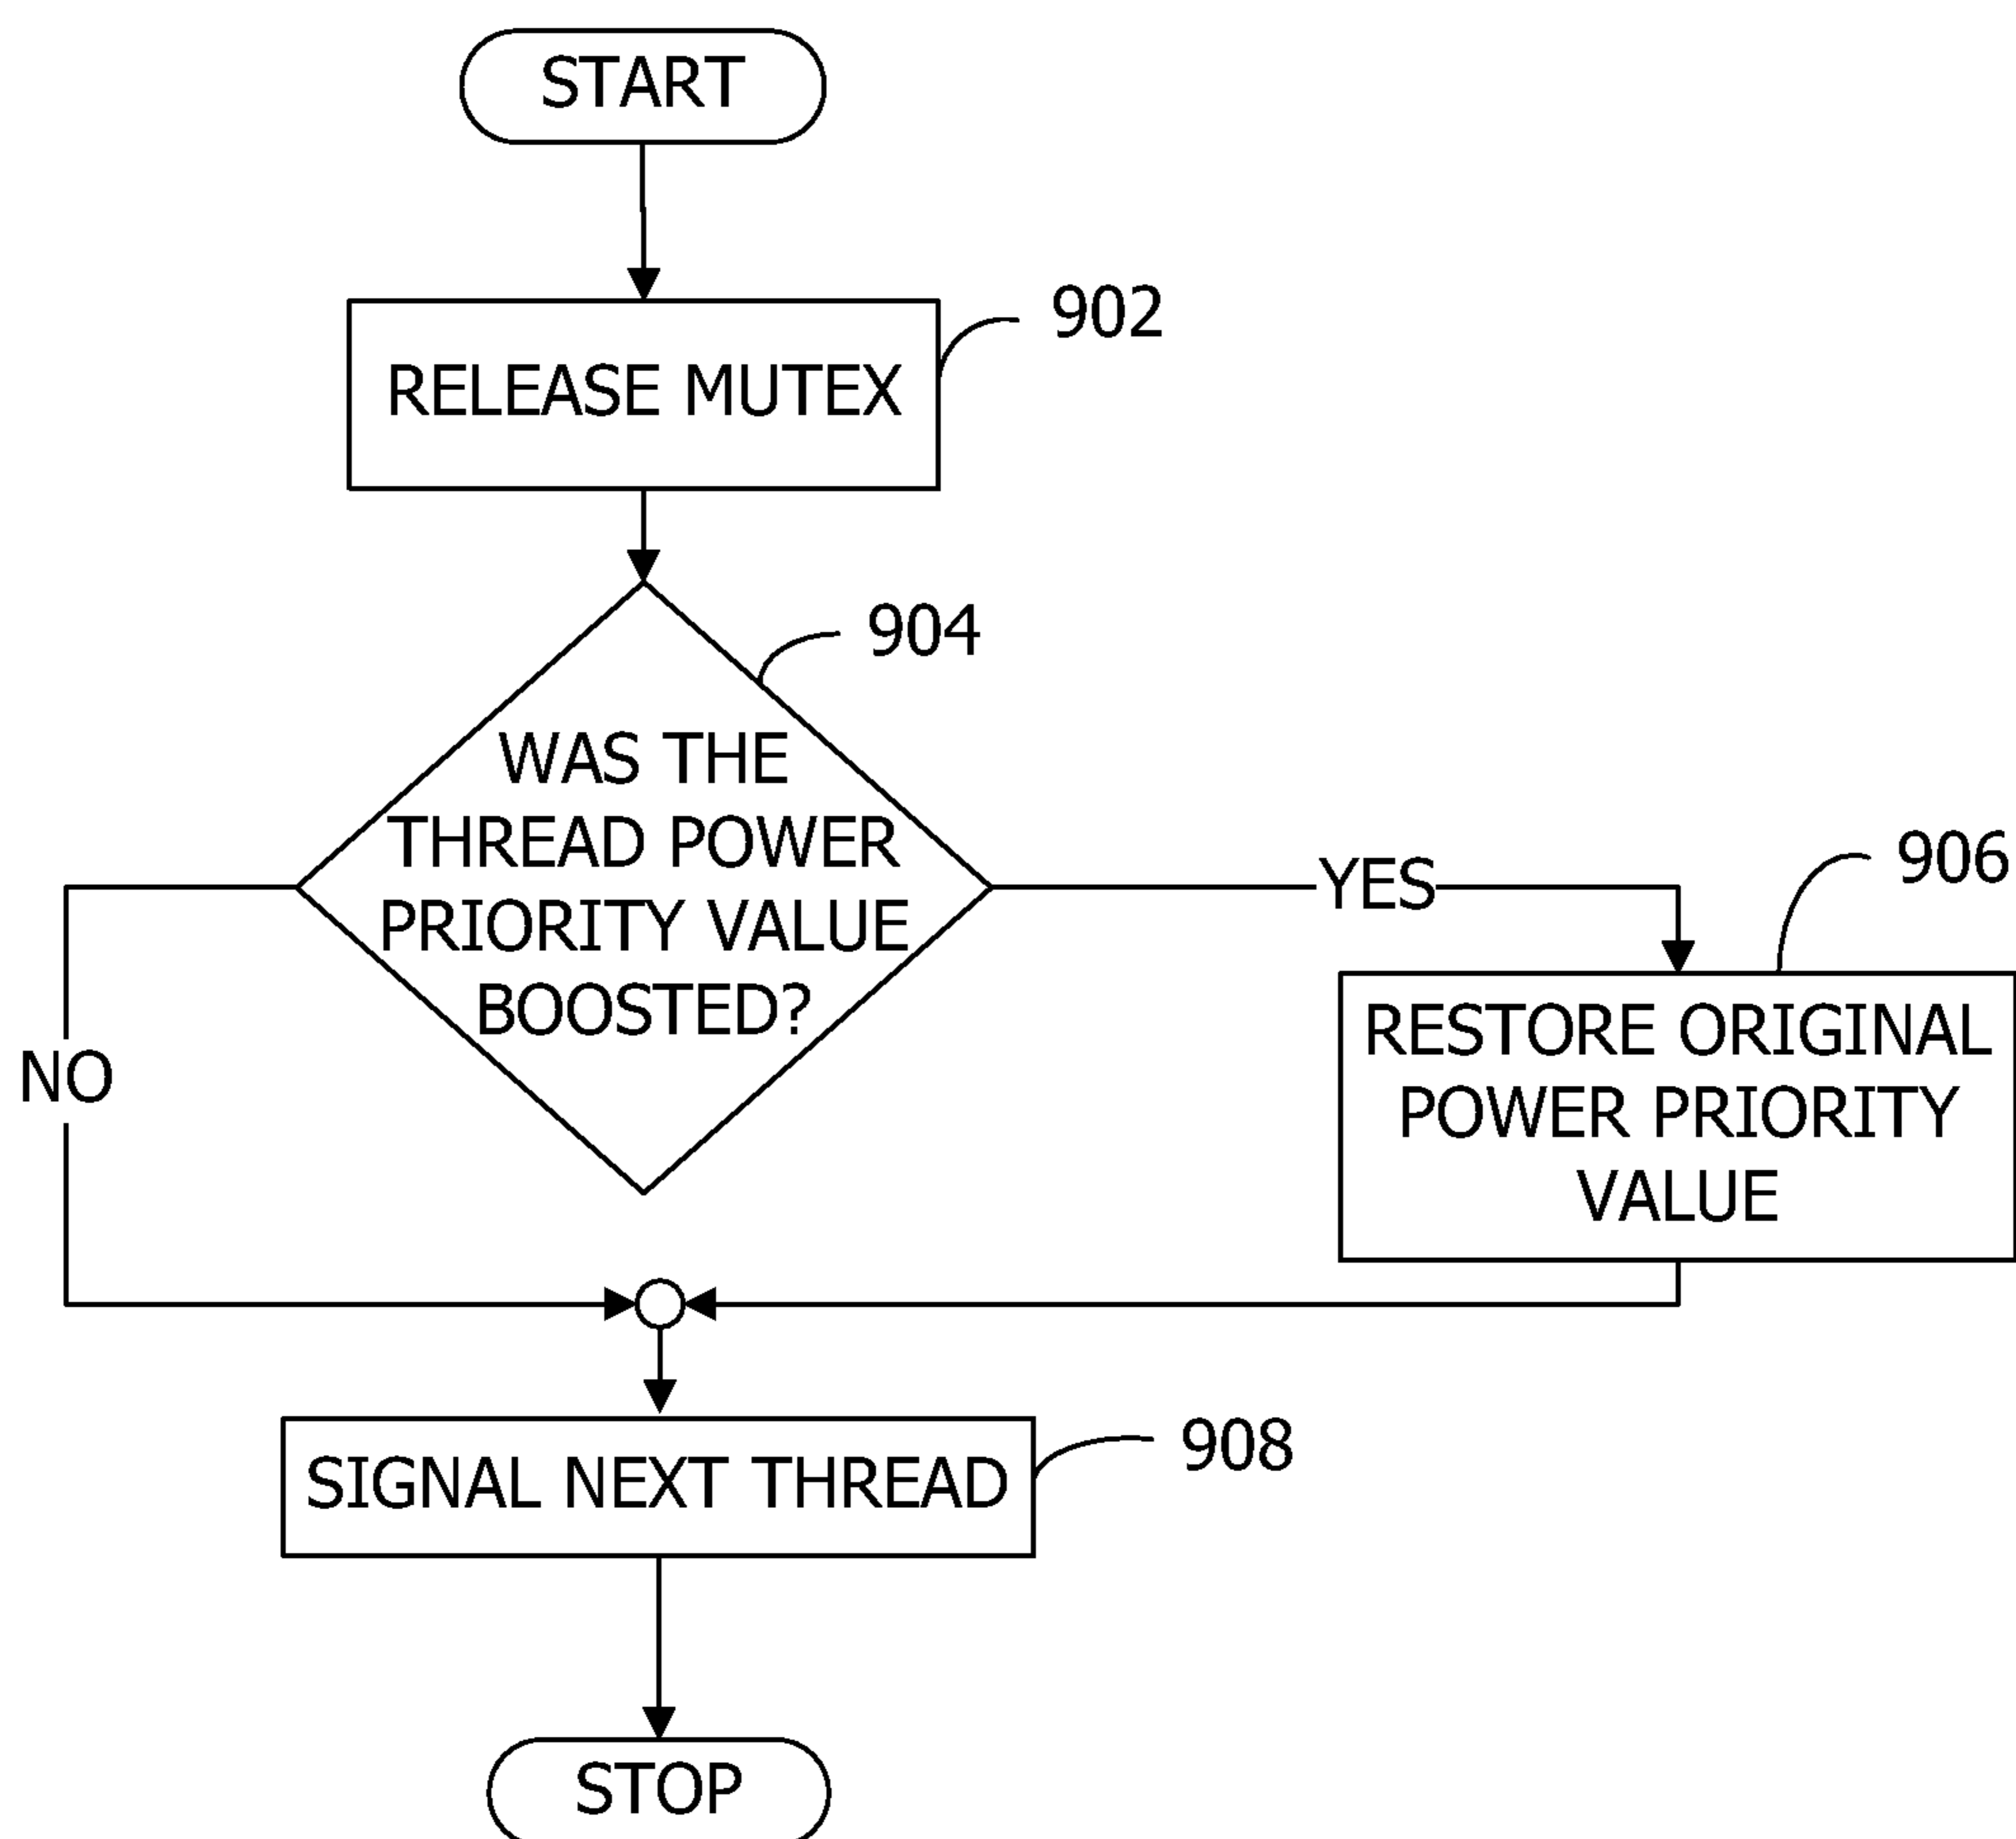 START
902
RELEASE MUTEX
904
WAS THE
THREAD POWER
PRIORITY VALUE
BOOSTED?
YES
906
RESTORE ORIGINAL
POWER PRIORITY
VALUE
NO
908
SIGNAL NEXT THREAD
STOP